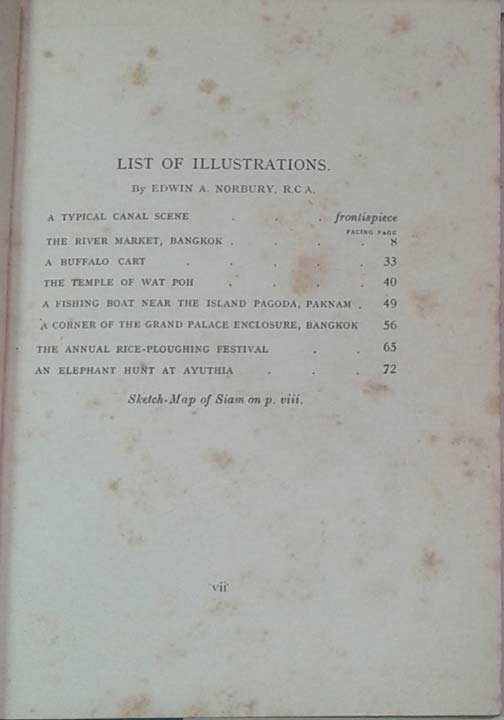 LIST OF ILLUSTRATIONS.
By EDWIN A. NORBURY, R.C.A.
A TYPICAL CANAL SCENE . . . frontispiece
FACING PAGE
THE RIVER MARKET, BANGKOK . . . . 8
A BUFFALO CART . . . . . 33
THE TEMPLE OF WAT POH . . . . 40
A FISHING BOAT NEAR THE ISLAND PAGODA, PAKNAM . 49
A CORNER OF THE GRAND PALACE ENCLOSURE, BANGKOK 56
THE ANNUAL RICE-PLOUGHING FESTIVAL . . 65
AN ELEPHANT HUNT AT AYUTHIA . . . 72
Sketch-Map of Siam on p. viii.
vii